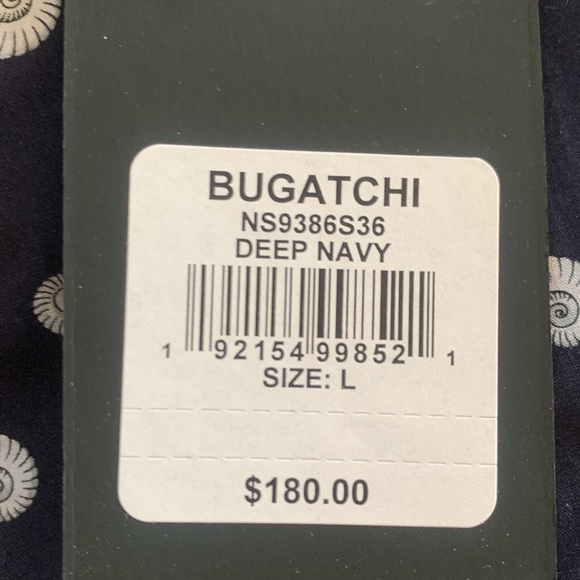 BUGATCHI
NS9386S36
DEEP NAVY
1 92154 99852 1
SIZE: L
$180.00